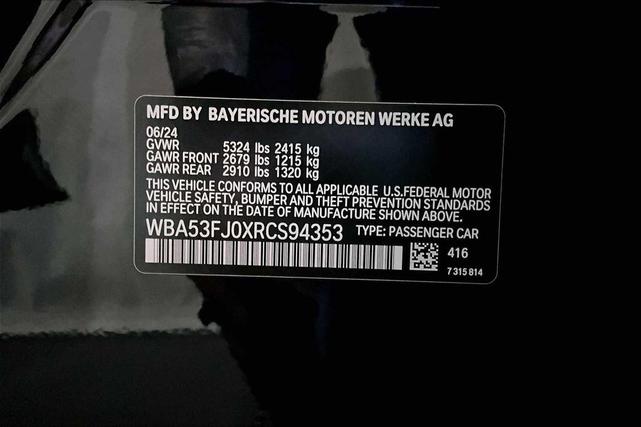 MFD BY BAYERISCHE MOTOREN WERKE AG
06/24
GVWR 5324 lbs 2415 kg
GAWR FRONT 2679 lbs 1215 kg
GAWR REAR 2910 lbs 1320 kg
THIS VEHICLE CONFORMS TO ALL APPLICABLE U.S.FEDERAL MOTOR
VEHICLE SAFETY, BUMPER AND THEFT PREVENTION STANDARDS
IN EFFECT ON THE DATE OF MANUFACTURE SHOWN ABOVE.
WBA53FJ0XRCS94353 TYPE: PASSENGER CAR
416
7 315 814